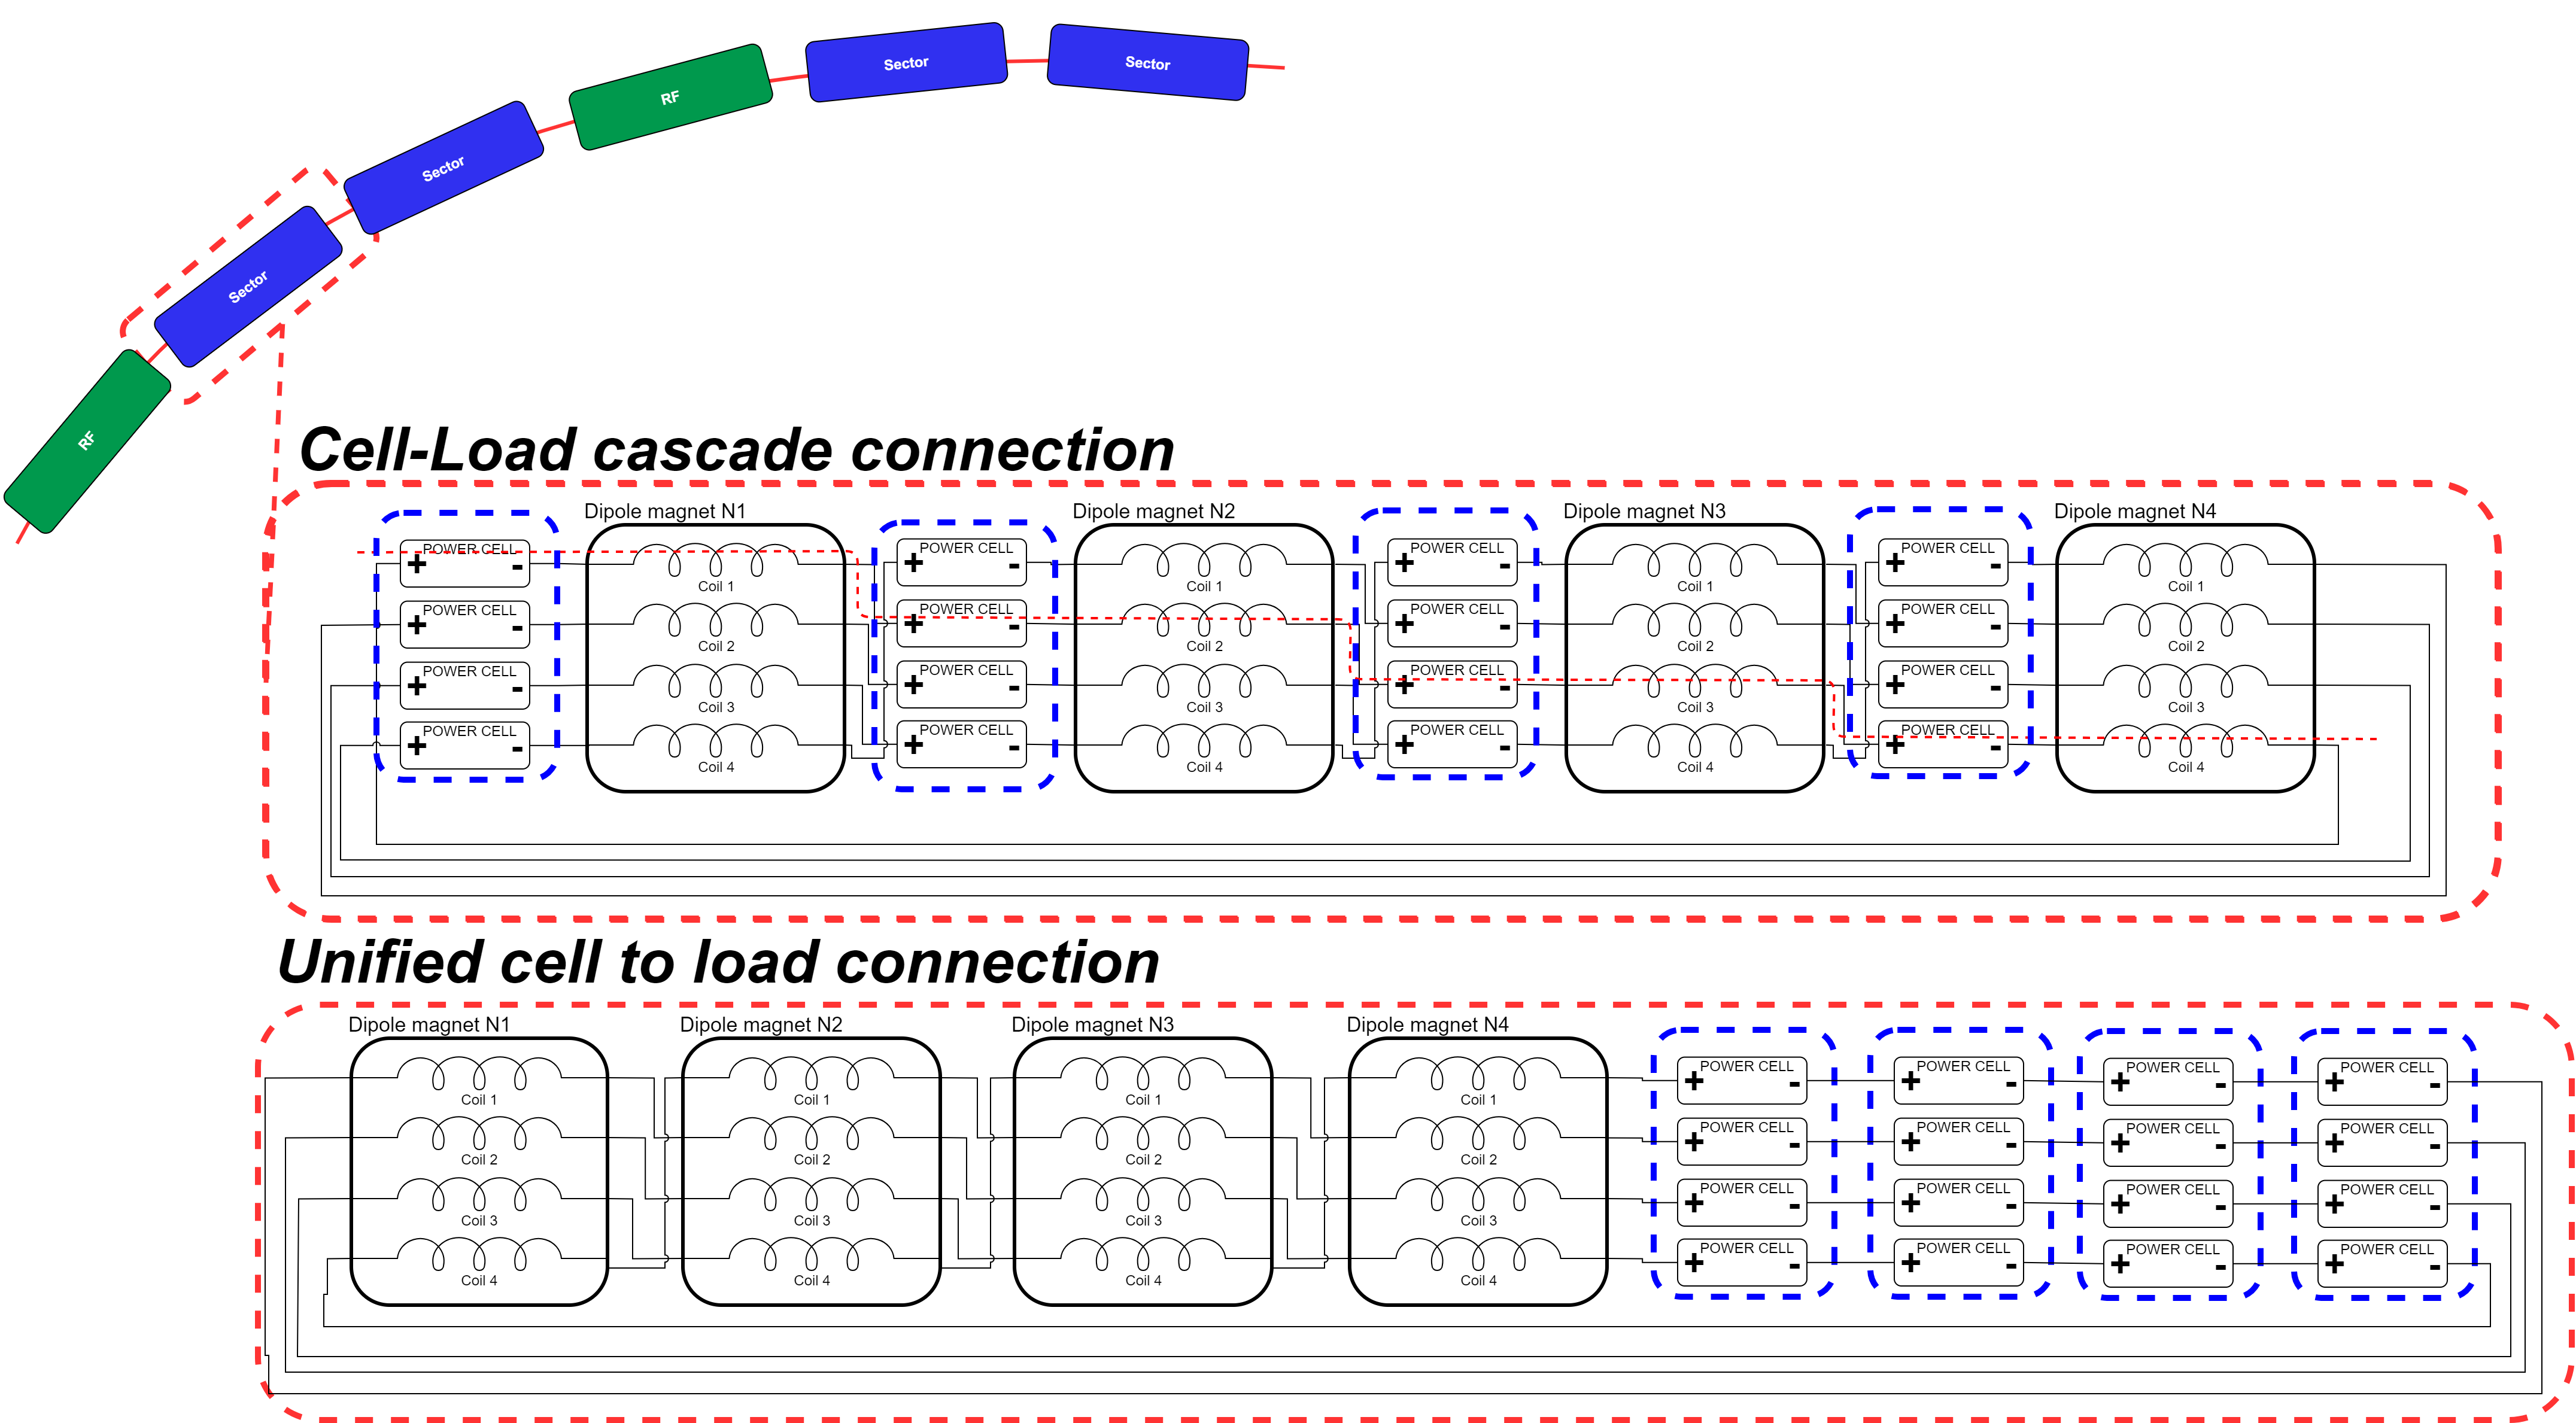 Sector
Sector
RF
Sector
Sector
RF
Cell-Load cascade connection
Dipole magnet N1
Dipole magnet N2
Dipole magnet N3
Dipole magnet N4
POWER CELL
+ -
Coil 1
POWER CELL
+ -
Coil 1
POWER CELL
+ -
Coil 1
POWER CELL
+ -
Coil 1
POWER CELL
+ -
Coil 2
POWER CELL
+ -
Coil 2
POWER CELL
+ -
Coil 2
POWER CELL
+ -
Coil 2
POWER CELL
+ -
Coil 3
POWER CELL
+ -
Coil 3
POWER CELL
+ -
Coil 3
POWER CELL
+ -
Coil 3
POWER CELL
+ -
Coil 4
POWER CELL
+ -
Coil 4
POWER CELL
+ -
Coil 4
POWER CELL
+ -
Coil 4
Unified cell to load connection
Dipole magnet N1
Dipole magnet N2
Dipole magnet N3
Dipole magnet N4
Coil 1
Coil 1
Coil 1
Coil 1
POWER CELL
+ -
POWER CELL
+ -
POWER CELL
+ -
POWER CELL
+ -
Coil 2
Coil 2
Coil 2
Coil 2
POWER CELL
+ -
POWER CELL
+ -
POWER CELL
+ -
POWER CELL
+ -
Coil 3
Coil 3
Coil 3
Coil 3
POWER CELL
+ -
POWER CELL
+ -
POWER CELL
+ -
POWER CELL
+ -
Coil 4
Coil 4
Coil 4
Coil 4
POWER CELL
+ -
POWER CELL
+ -
POWER CELL
+ -
POWER CELL
+ -